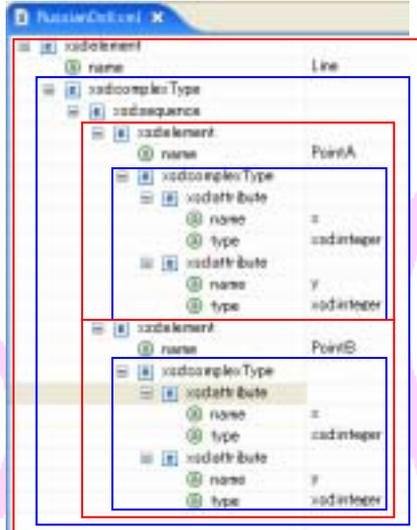 RussianDoll.xml
xsd:element
name Line
xsd:complexType
xsd:sequence
xsd:element
name PointA
xsd:complexType
xsd:attribute
name x
type xsd:integer
xsd:attribute
name y
type xsd:integer
xsd:element
name PointB
xsd:complexType
xsd:attribute
name x
type xsd:integer
xsd:attribute
name y
type xsd:integer